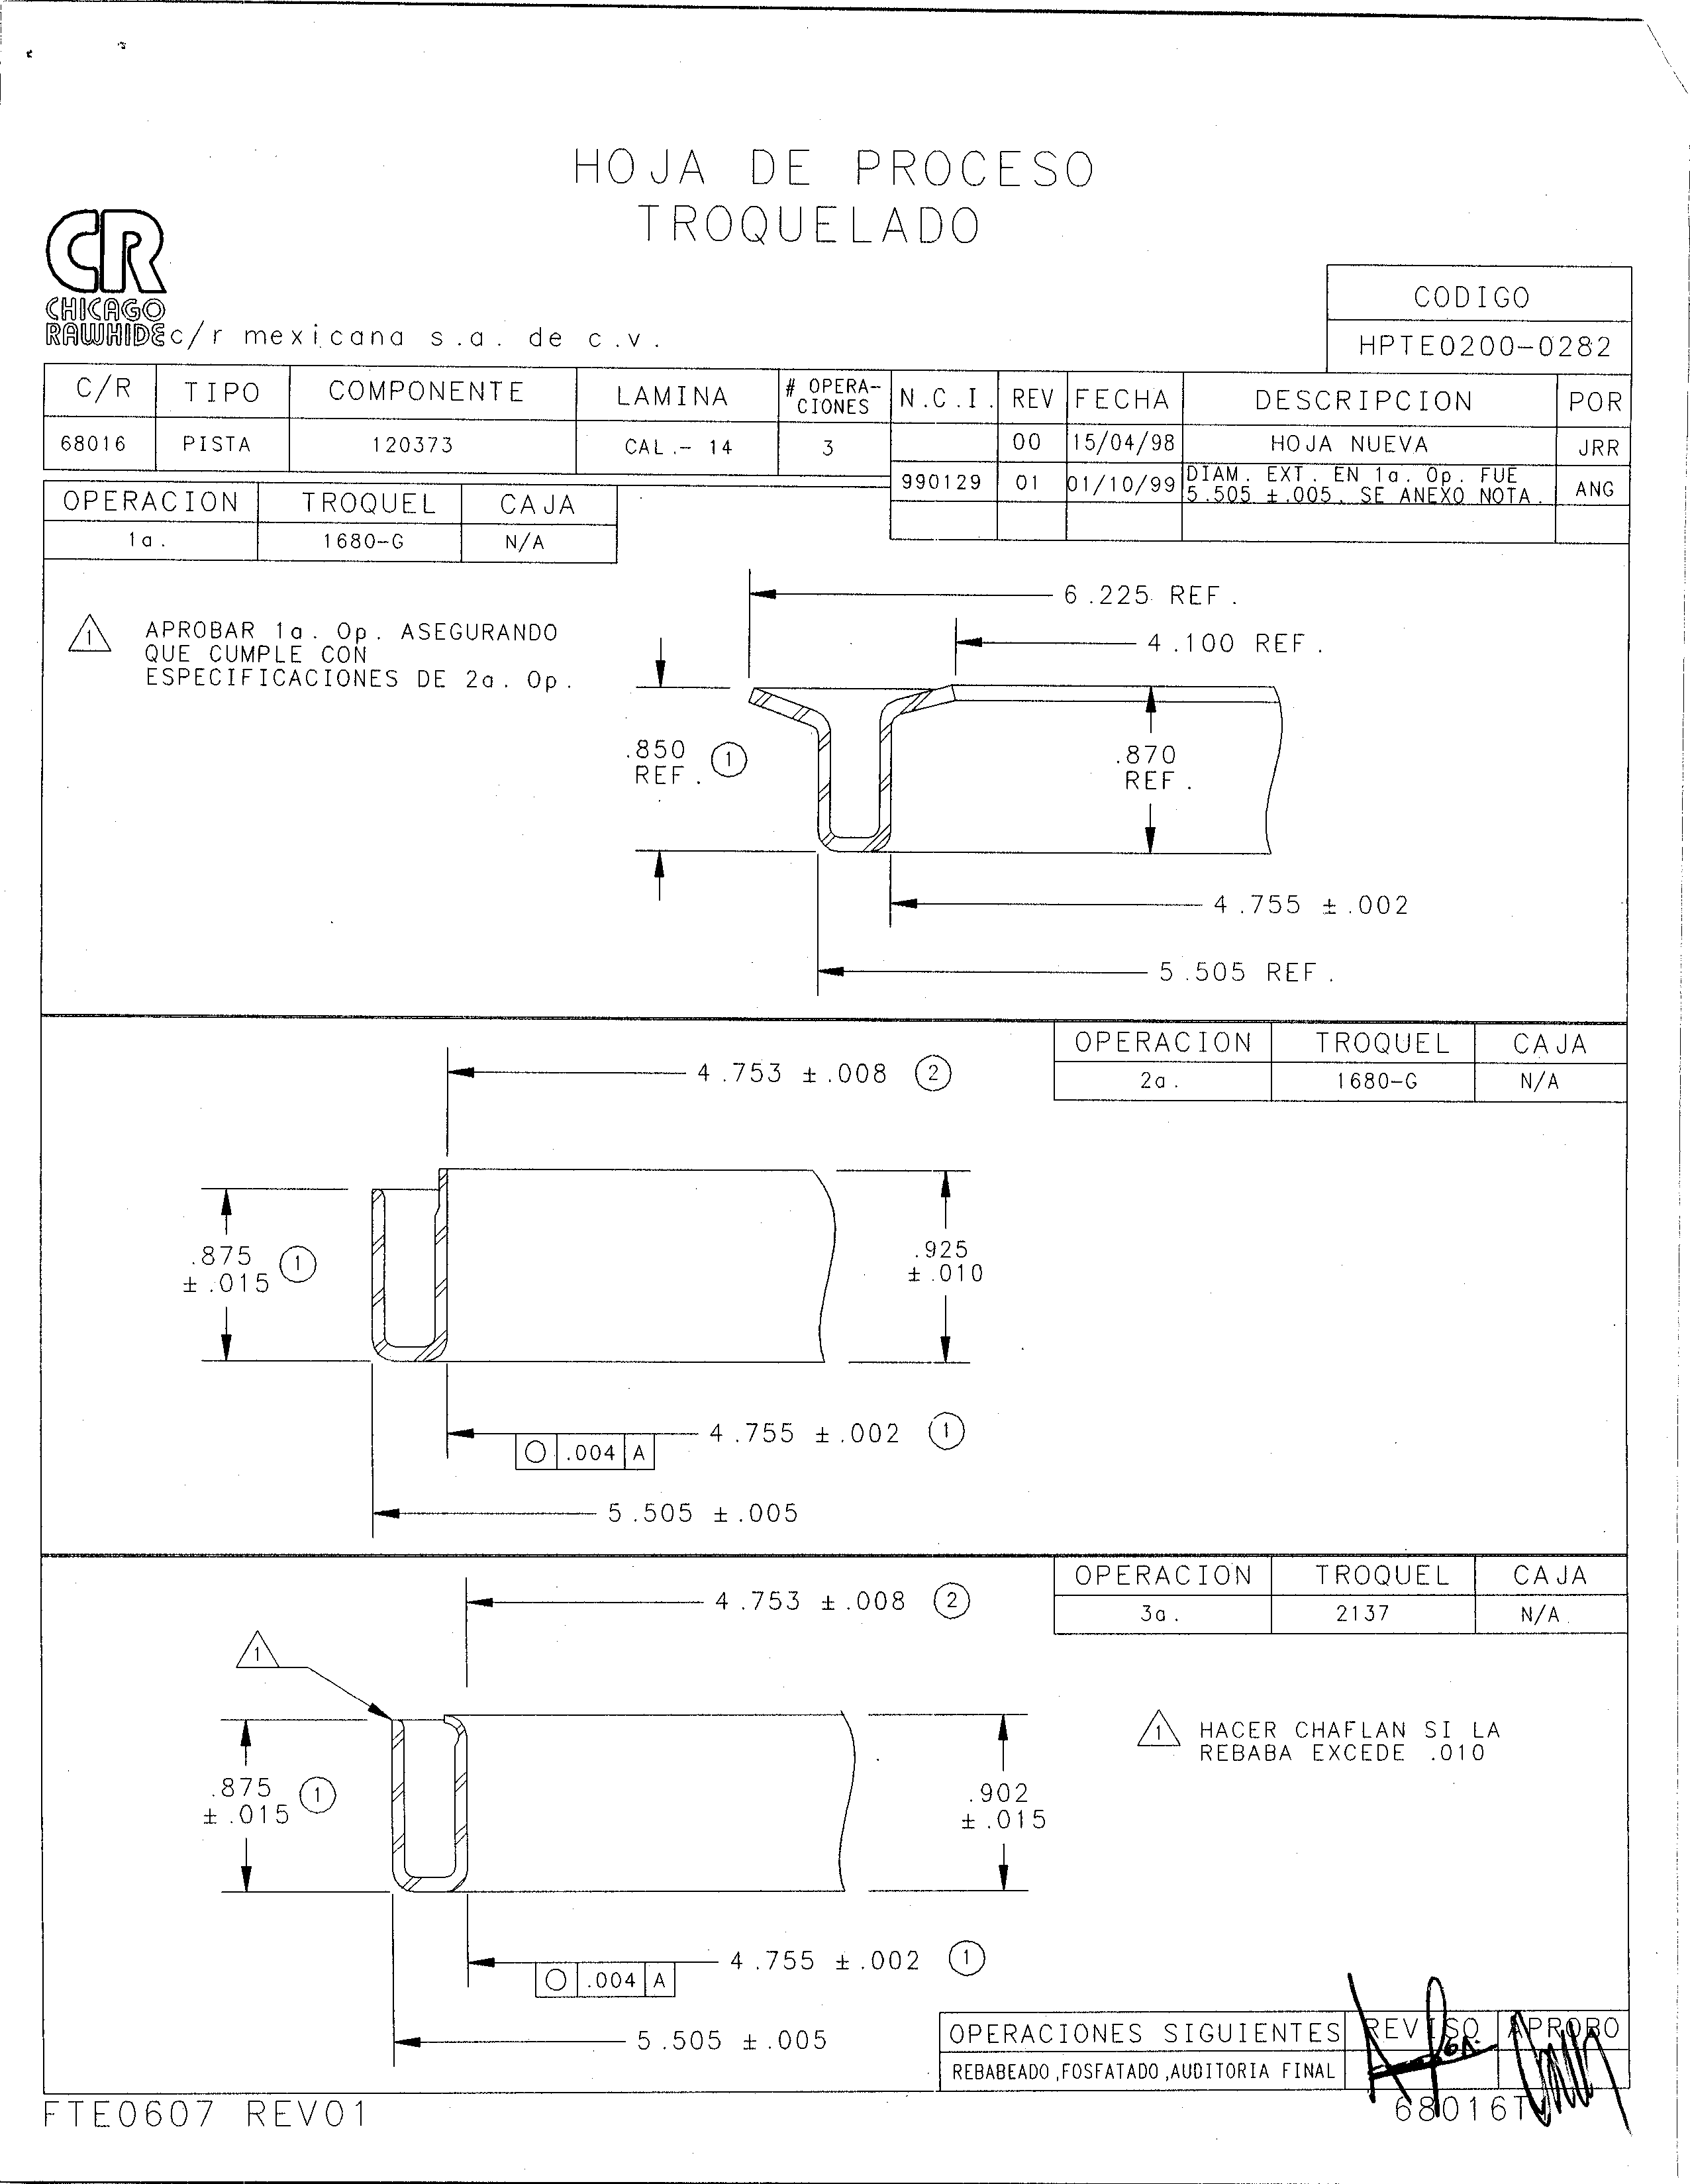 HOJA DE PROCESO
TROQUELADO
CR
CHICAGO
RAWHIDE c/r mexicana s.a. de c.v.
CODIGO
HPTE0200-0282
C/R TIPO COMPONENTE LAMINA # OPERA-CIONES N.C.I. REV FECHA DESCRIPCION POR
68016 PISTA 120373 CAL.- 14 3 00 15/04/98 HOJA NUEVA JRR
990129 01 01/10/99 DIAM. EXT. EN 1a. Op. FUE
5.505 ±.005. SE ANEXO NOTA. ANG
OPERACION TROQUEL CAJA
1a. 1680-G N/A
1 APROBAR 1a. Op. ASEGURANDO
QUE CUMPLE CON
ESPECIFICACIONES DE 2a. Op.
6.225 REF.
4.100 REF.
.850
REF. 1
.870
REF.
4.755 ±.002
5.505 REF.
OPERACION TROQUEL CAJA
2a. 1680-G N/A
4.753 ±.008 2
.875
±.015 1
.925
±.010
4.755 ±.002 1
○ .004 A
5.505 ±.005
OPERACION TROQUEL CAJA
3a. 2137 N/A
4.753 ±.008 2
1
1 HACER CHAFLAN SI LA
REBABA EXCEDE .010
.875
±.015 1
.902
±.015
4.755 ±.002 1
○ .004 A
5.505 ±.005
OPERACIONES SIGUIENTES REVISO APROBO
REBABEADO,FOSFATADO,AUDITORIA FINAL
FTE0607 REV01
68016T